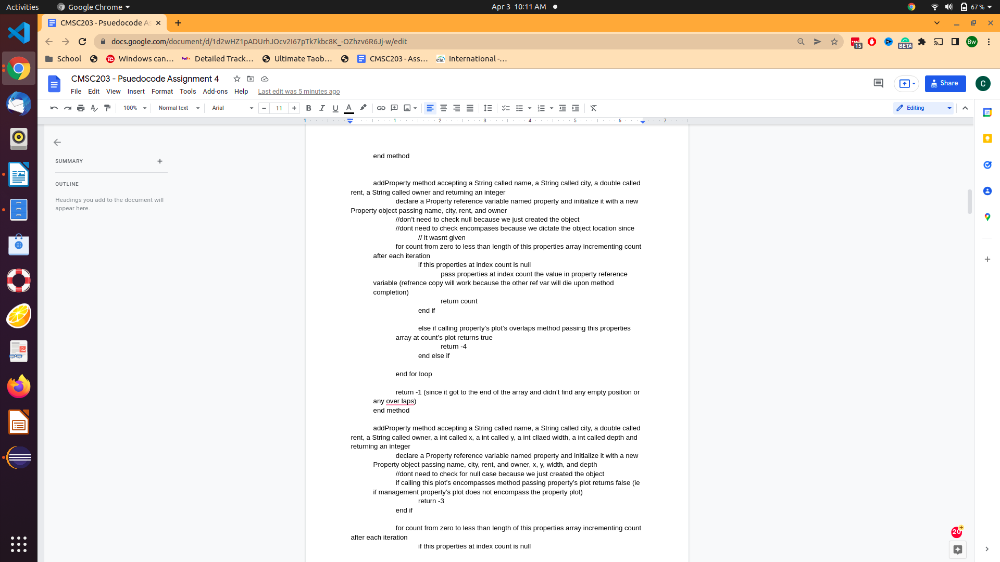 Activities
Google Chrome
Apr 3 10:11 AM
67 %
CMSC203 - Psuedocode As
docs.google.com/document/d/1d2wHZ1pADUrhJOcv2I67pTk7kbc8K_-OZhzv6R6Jj-w/edit
15
BETA
Bw
School
Windows can…
Detailed Track…
Ultimate Taob…
CMSC203 - Ass…
International -…
CMSC203 - Psuedocode Assignment 4
File Edit View Insert Format Tools Add-ons Help Last edit was 5 minutes ago
Share
C
100%
Normal text
Arial
11
Editing
31
1 1 2 3 4 5 6 7
SUMMARY
OUTLINE
Headings you add to the document will
appear here.
end method
addProperty method accepting a String called name, a String called city, a double called
rent, a String called owner and returning an integer
declare a Property reference variable named property and initialize it with a new
Property object passing name, city, rent, and owner
//don’t need to check null because we just created the object
//dont need to check encompases because we dictate the object location since
// it wasnt given
for count from zero to less than length of this properties array incrementing count
after each iteration
if this properties at index count is null
pass properties at index count the value in property reference
variable (refrence copy will work because the other ref var will die upon method
completion)
return count
end if
else if calling property’s plot’s overlaps method passing this properties
array at count’s plot returns true
return -4
end else if
end for loop
return -1 (since it got to the end of the array and didn’t find any empty position or
any over laps)
end method
addProperty method accepting a String called name, a String called city, a double called
rent, a String called owner, a int called x, a int called y, a int cllaed width, a int called depth and
returning an integer
declare a Property reference variable named property and initialize it with a new
Property object passing name, city, rent, and owner, x, y, width, and depth
//dont need to check for null case because we just created the object
if calling this plot’s encompasses method passing property’s plot returns false (ie
if management property’s plot does not encompass the property plot)
return -3
end if
for count from zero to less than length of this properties array incrementing count
after each iteration
if this properties at index count is null
20